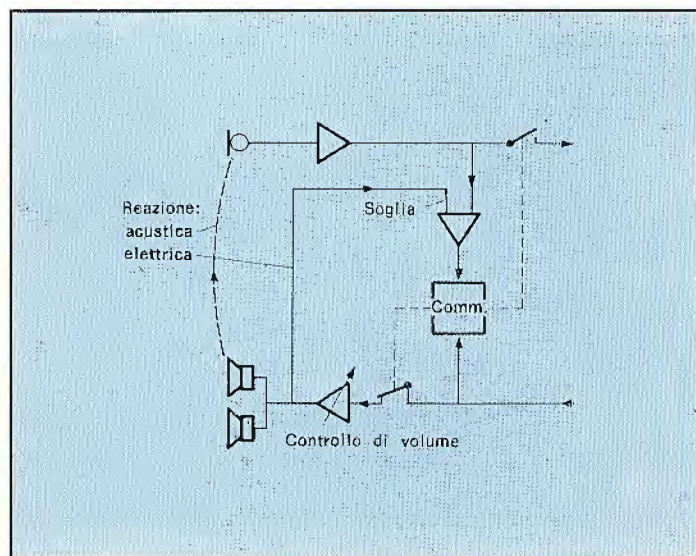 Reazione:
acustica
elettrica
Soglia
Comm.
Controllo di volume